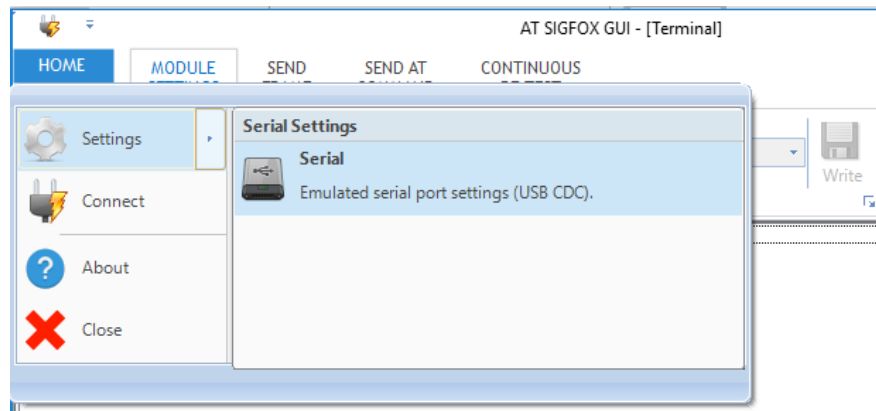 AT SIGFOX GUI - [Terminal]
HOME
MODULE
SEND
SEND AT
CONTINUOUS
Settings
Serial Settings
Serial
Emulated serial port settings (USB CDC).
Connect
About
Close
Write